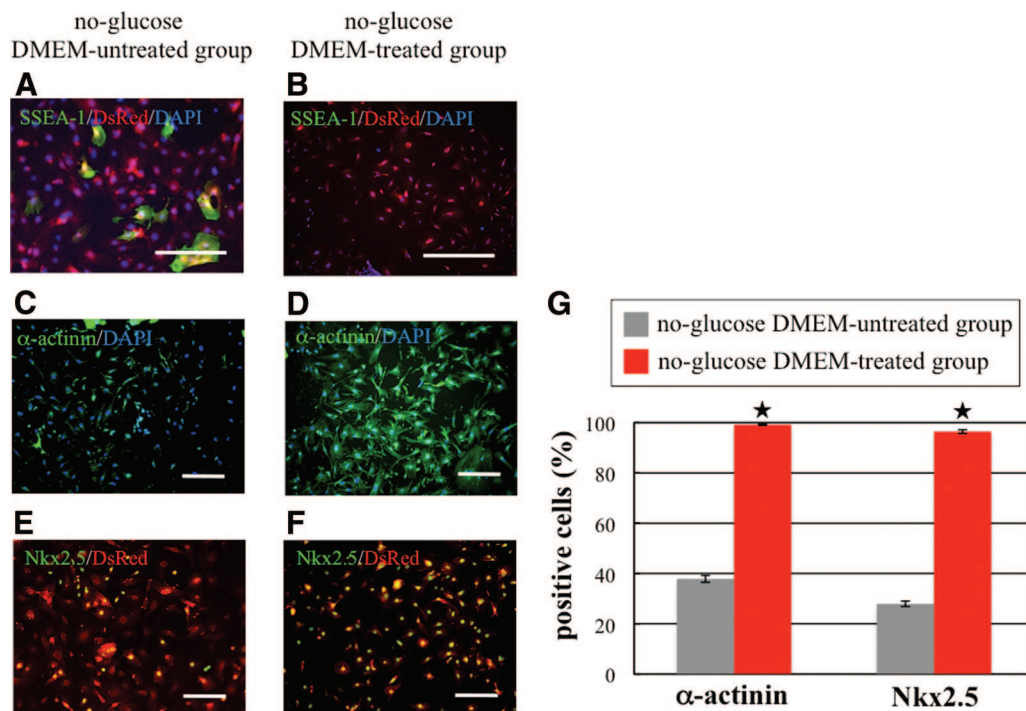 no-glucose
DMEM-untreated group
no-glucose
DMEM-treated group
A
SSEA-1/DsRed/DAPI
B
SSEA-1/DsRed/DAPI
C
α-actinin/DAPI
D
α-actinin/DAPI
E
Nkx2.5/DsRed
F
Nkx2.5/DsRed
G
no-glucose DMEM-untreated group
no-glucose DMEM-treated group
positive cells (%)
100
80
60
40
20
0
★
★
α-actinin
Nkx2.5